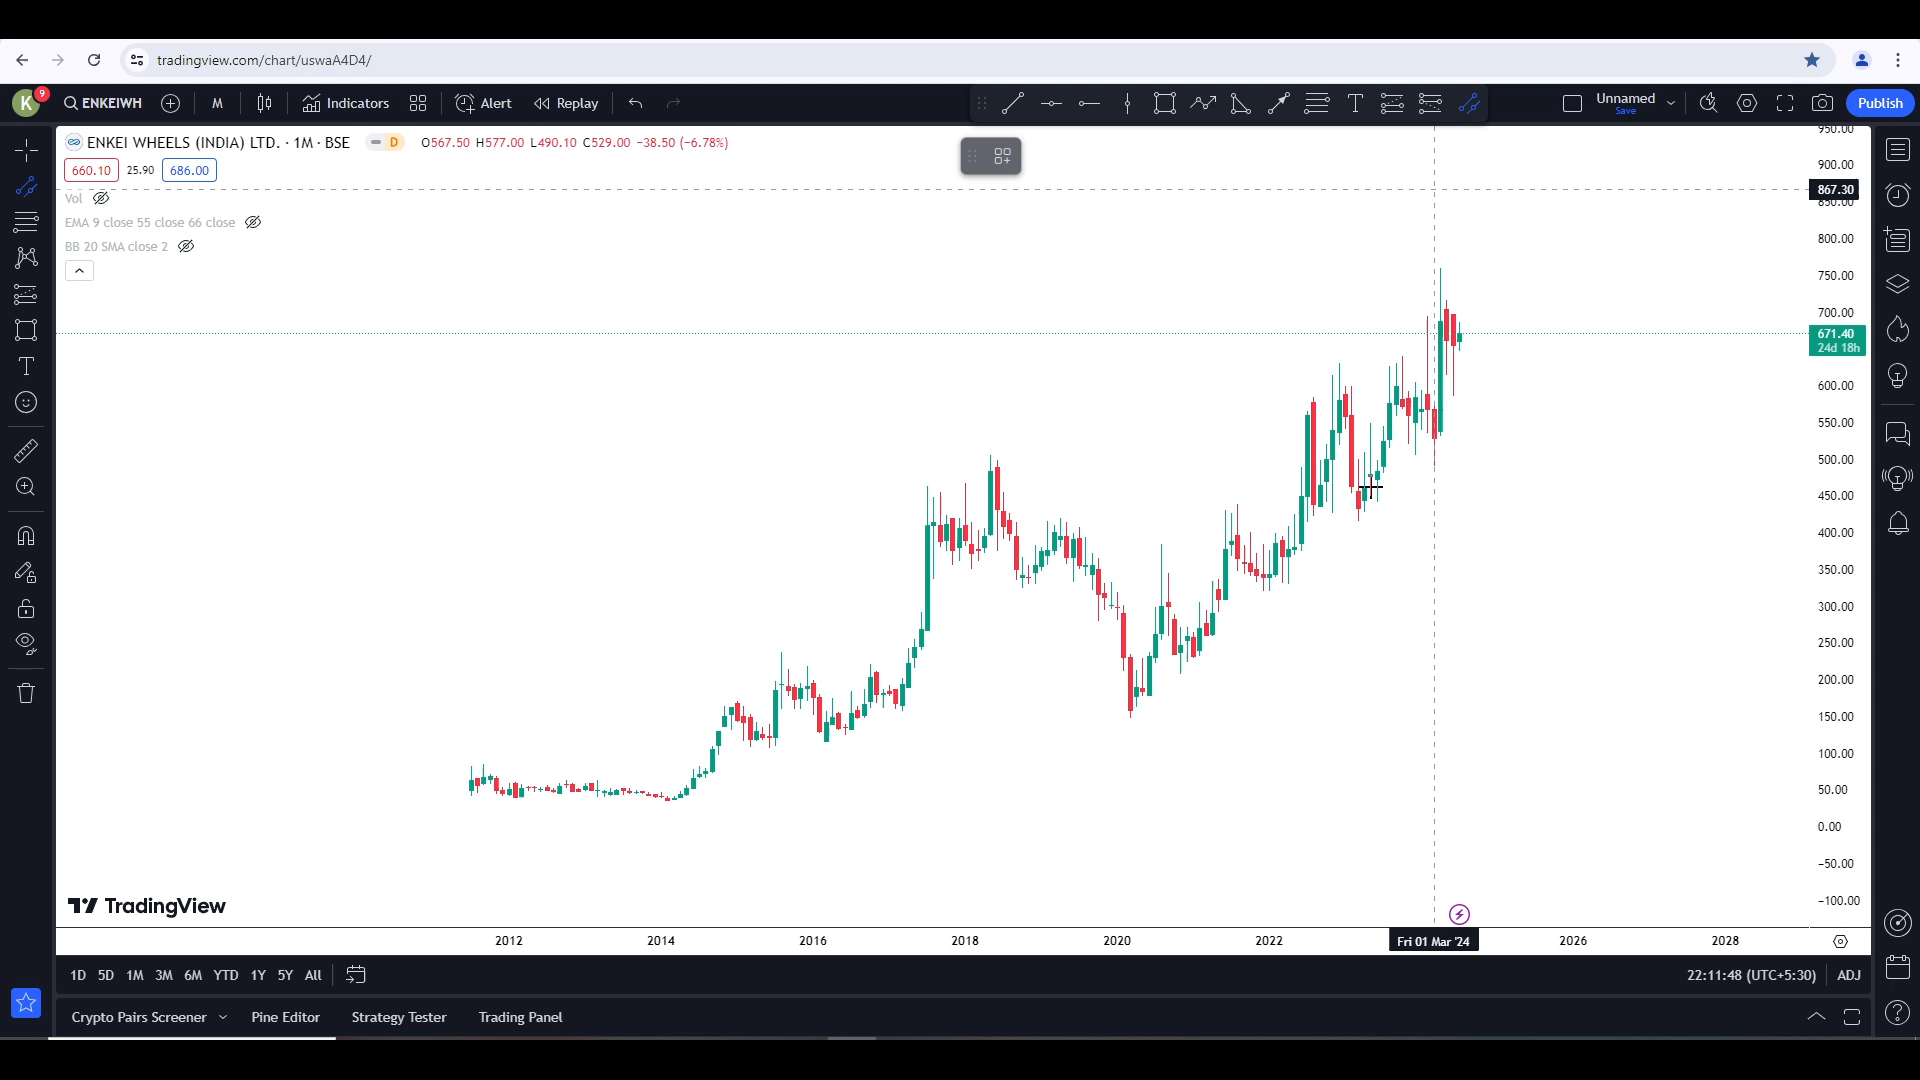 tradingview.com/chart/uswaA4D4/
K 9 ENKEIWH M Indicators Alert Replay Unnamed Save Publish
ENKEI WHEELS (INDIA) LTD. · 1M · BSE D O567.50 H577.00 L490.10 C529.00 −38.50 (−6.78%)
660.10 25.90 686.00
Vol
EMA 9 close 55 close 66 close
BB 20 SMA close 2
950.00
900.00
867.30
850.00
800.00
750.00
700.00
671.40
24d 18h
600.00
550.00
500.00
450.00
400.00
350.00
300.00
250.00
200.00
150.00
100.00
50.00
0.00
−50.00
−100.00
TradingView
2012 2014 2016 2018 2020 2022 Fri 01 Mar '24 2026 2028
1D 5D 1M 3M 6M YTD 1Y 5Y All 22:11:48 (UTC+5:30) ADJ
Crypto Pairs Screener Pine Editor Strategy Tester Trading Panel